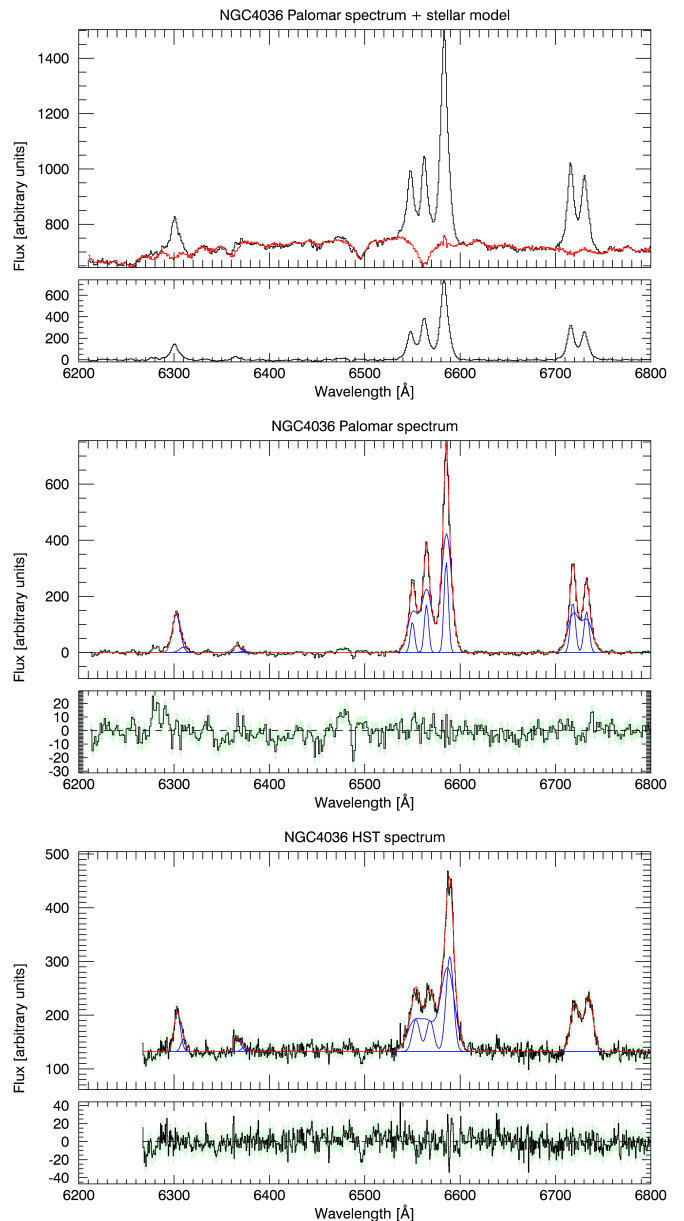 NGC4036 Palomar spectrum + stellar model
1400
1200
1000
800
Flux [arbitrary units]
600
400
200
0
6200 6300 6400 6500 6600 6700 6800
Wavelength [Å]
NGC4036 Palomar spectrum
600
400
200
0
Flux [arbitrary units]
20
10
0
-10
-20
-30
6200 6300 6400 6500 6600 6700 6800
Wavelength [Å]
NGC4036 HST spectrum
500
400
300
200
100
Flux [arbitrary units]
40
20
0
-20
-40
6200 6300 6400 6500 6600 6700 6800
Wavelength [Å]